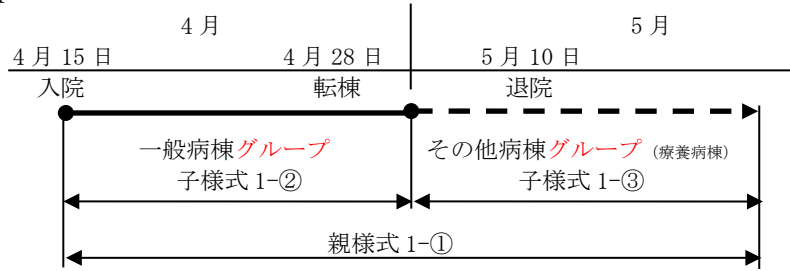 4月 5月
4月15日 4月28日 5月10日
入院 転棟 退院
一般病棟グループ その他病棟グループ (療養病棟)
子様式1-② 子様式1-③
親様式1-①